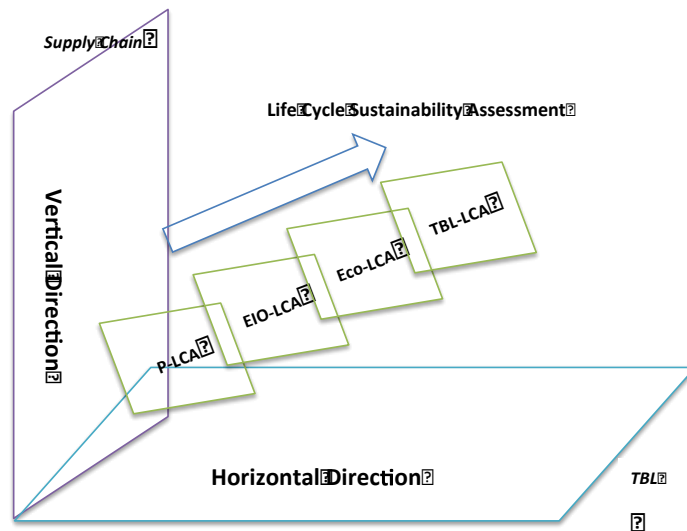 Supply⍰Chain⍰
Life⍰Cycle⍰Sustainability⍰Assessment⍰
Vertical⍰Direction⍰
TBL-LCA⍰
Eco-LCA⍰
EIO-LCA⍰
P-LCA⍰
Horizontal⍰Direction⍰
TBL⍰
⍰